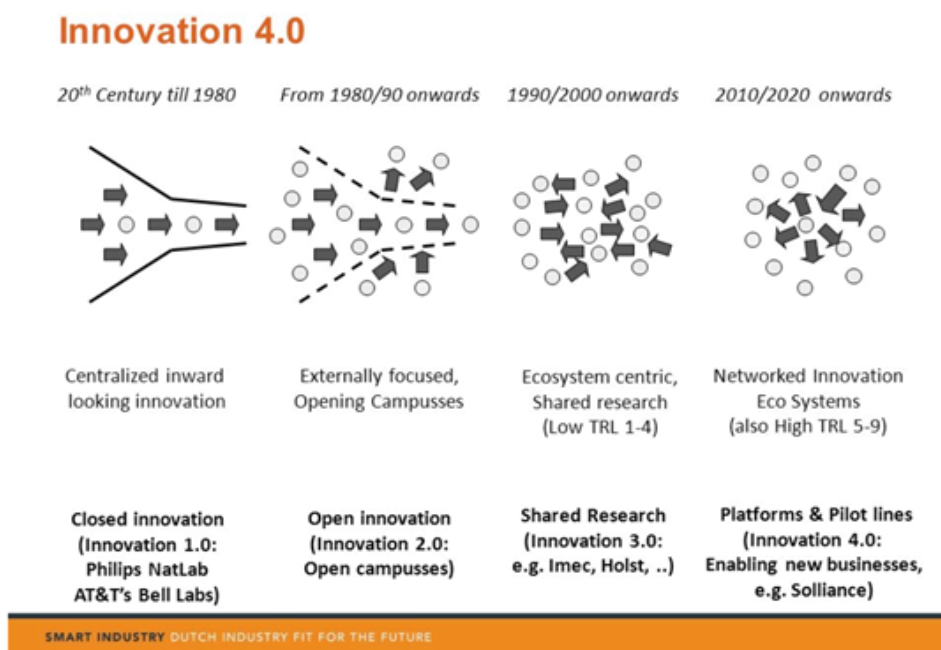 Innovation 4.0
20th Century till 1980
From 1980/90 onwards
1990/2000 onwards
2010/2020 onwards
Centralized inward
looking innovation
Externally focused,
Opening Campusses
Ecosystem centric,
Shared research
(Low TRL 1-4)
Networked Innovation
Eco Systems
(also High TRL 5-9)
Closed innovation
(Innovation 1.0:
Philips NatLab
AT&T's Bell Labs)
Open innovation
(Innovation 2.0:
Open campusses)
Shared Research
(Innovation 3.0:
e.g. Imec, Holst, ..)
Platforms & Pilot lines
(Innovation 4.0:
Enabling new businesses,
e.g. Solliance)
SMART INDUSTRY DUTCH INDUSTRY FIT FOR THE FUTURE